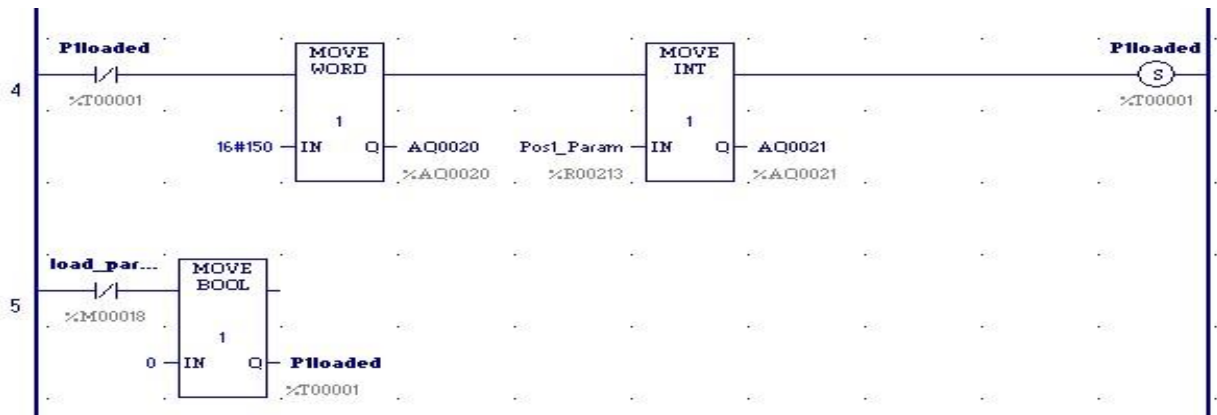 P1loaded
MOVE
WORD
MOVE
INT
P1loaded
4
S
%T00001
%T00001
1
1
16#150
IN
Q
AQ0020
Pos1_Param
IN
Q
AQ0021
%AQ0020
%R00213
%AQ0021
load_par...
MOVE
BOOL
5
%M00018
1
0
IN
Q
P1loaded
%T00001